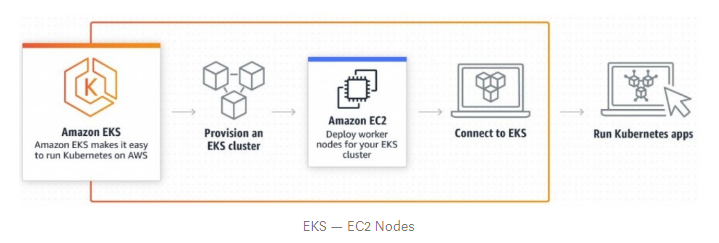 K
Amazon EKS
Amazon EKS makes it easy
to run Kubernetes on AWS
Provision an
EKS cluster
Amazon EC2
Deploy worker
nodes for your EKS
cluster
Connect to EKS
Run Kubernetes apps
EKS — EC2 Nodes